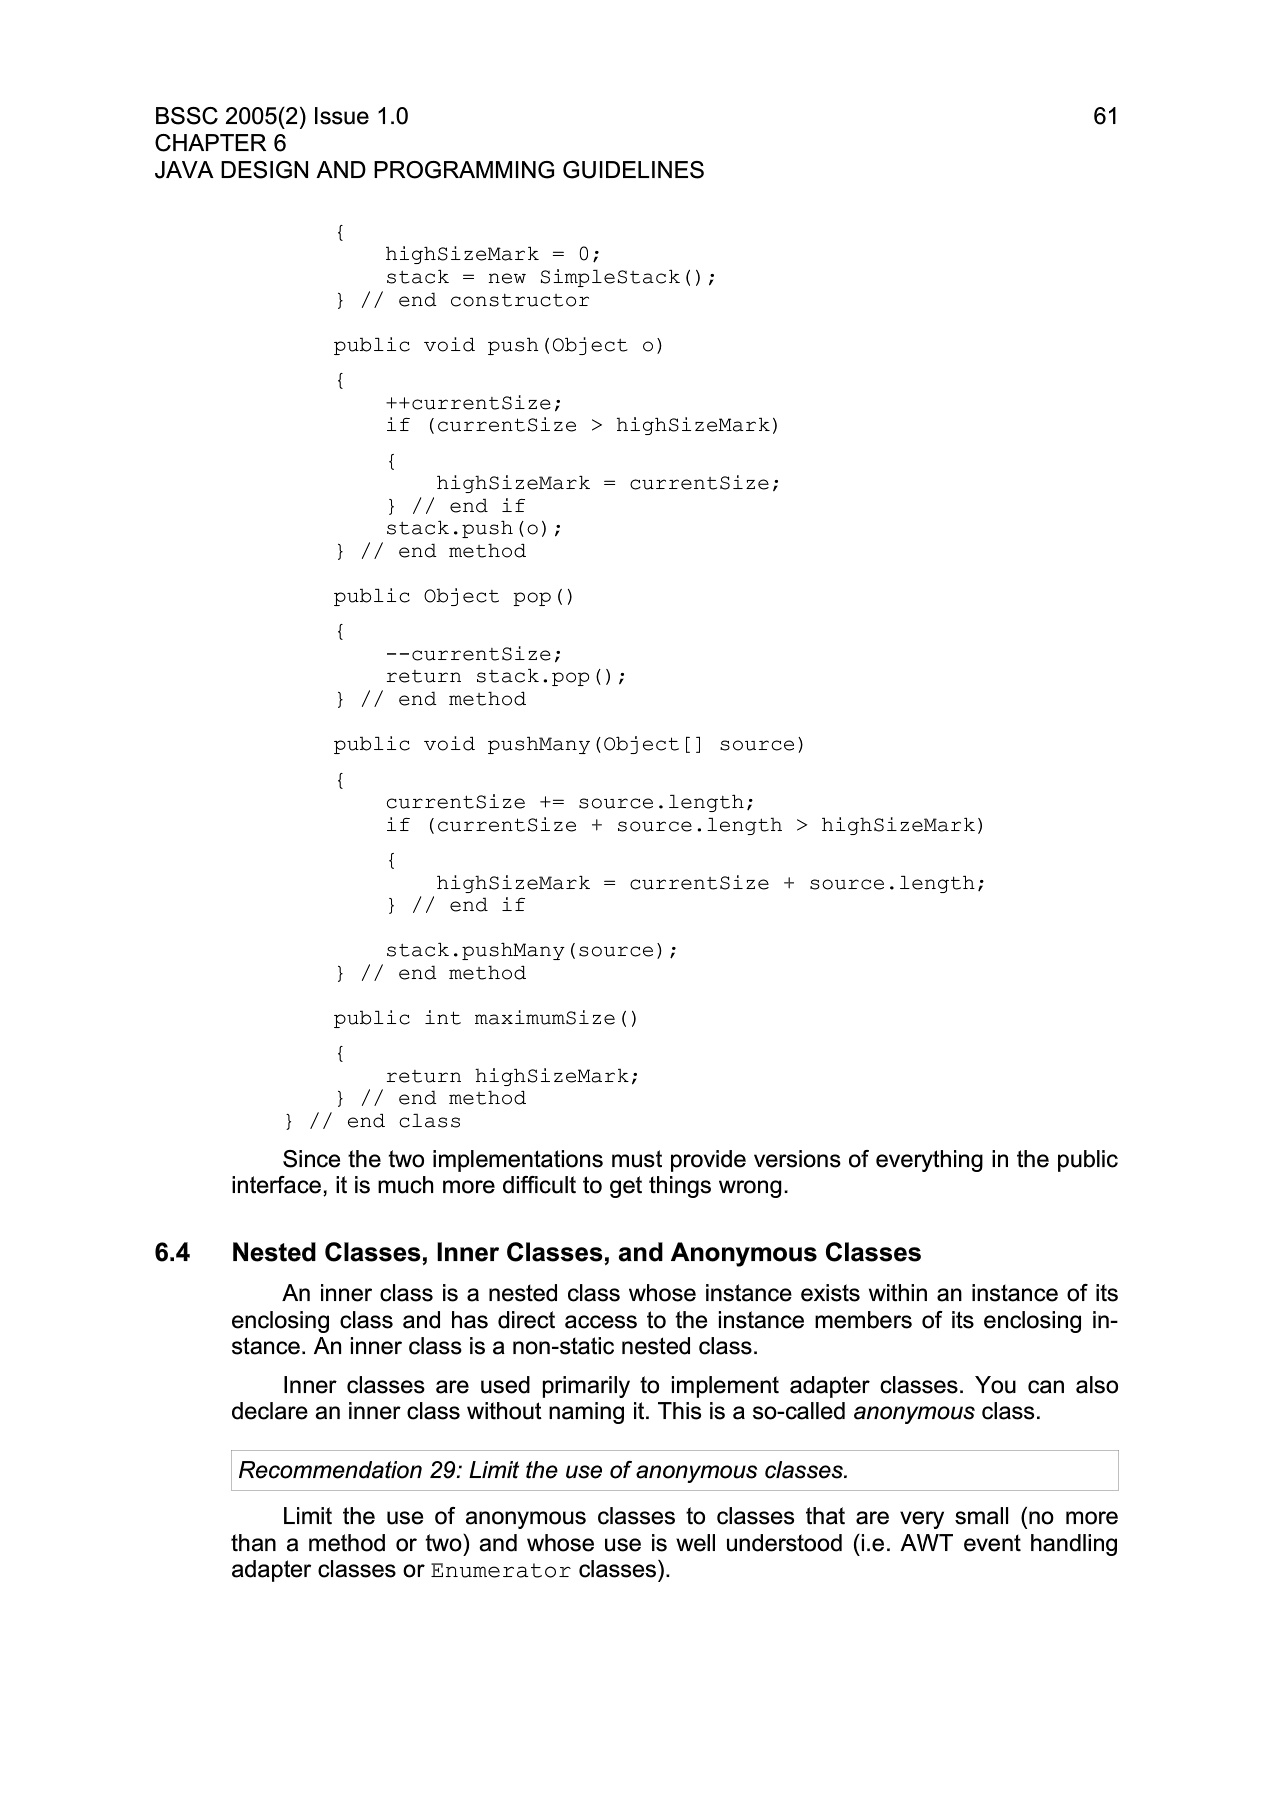 BSSC 2005(2) Issue 1.0 61
CHAPTER 6
JAVA DESIGN AND PROGRAMMING GUIDELINES
{
highSizeMark = 0;
stack = new SimpleStack();
} // end constructor
public void push(Object o)
{
++currentSize;
if (currentSize > highSizeMark)
{
highSizeMark = currentSize;
} // end if
stack.push(o);
} // end method
public Object pop()
{
--currentSize;
return stack.pop();
} // end method
public void pushMany(Object[] source)
{
currentSize += source.length;
if (currentSize + source.length > highSizeMark)
{
highSizeMark = currentSize + source.length;
} // end if
stack.pushMany(source);
} // end method
public int maximumSize()
{
return highSizeMark;
} // end method
} // end class
Since the two implementations must provide versions of everything in the public
interface, it is much more difficult to get things wrong.
6.4 Nested Classes, Inner Classes, and Anonymous Classes
An inner class is a nested class whose instance exists within an instance of its
enclosing class and has direct access to the instance members of its enclosing in-
stance. An inner class is a non-static nested class.
Inner classes are used primarily to implement adapter classes. You can also
declare an inner class without naming it. This is a so-called anonymous class.
Recommendation 29: Limit the use of anonymous classes.
Limit the use of anonymous classes to classes that are very small (no more
than a method or two) and whose use is well understood (i.e. AWT event handling
adapter classes or Enumerator classes).